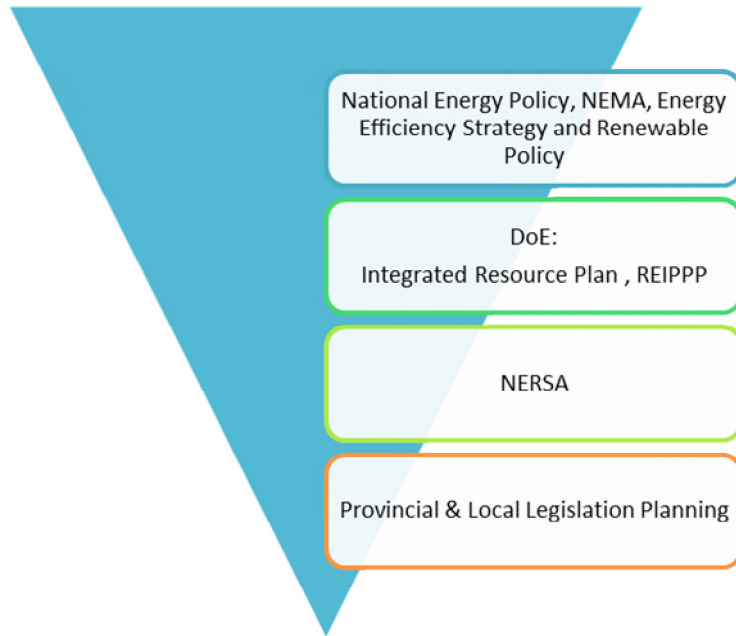 National Energy Policy, NEMA, Energy
Efficiency Strategy and Renewable
Policy
DoE:
Integrated Resource Plan , REIPPP
NERSA
Provincial & Local Legislation Planning